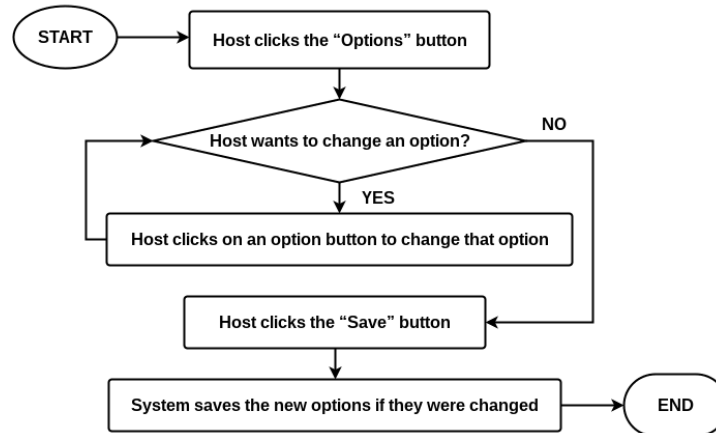 START
Host clicks the “Options” button
Host wants to change an option?
NO
YES
Host clicks on an option button to change that option
Host clicks the “Save” button
System saves the new options if they were changed
END